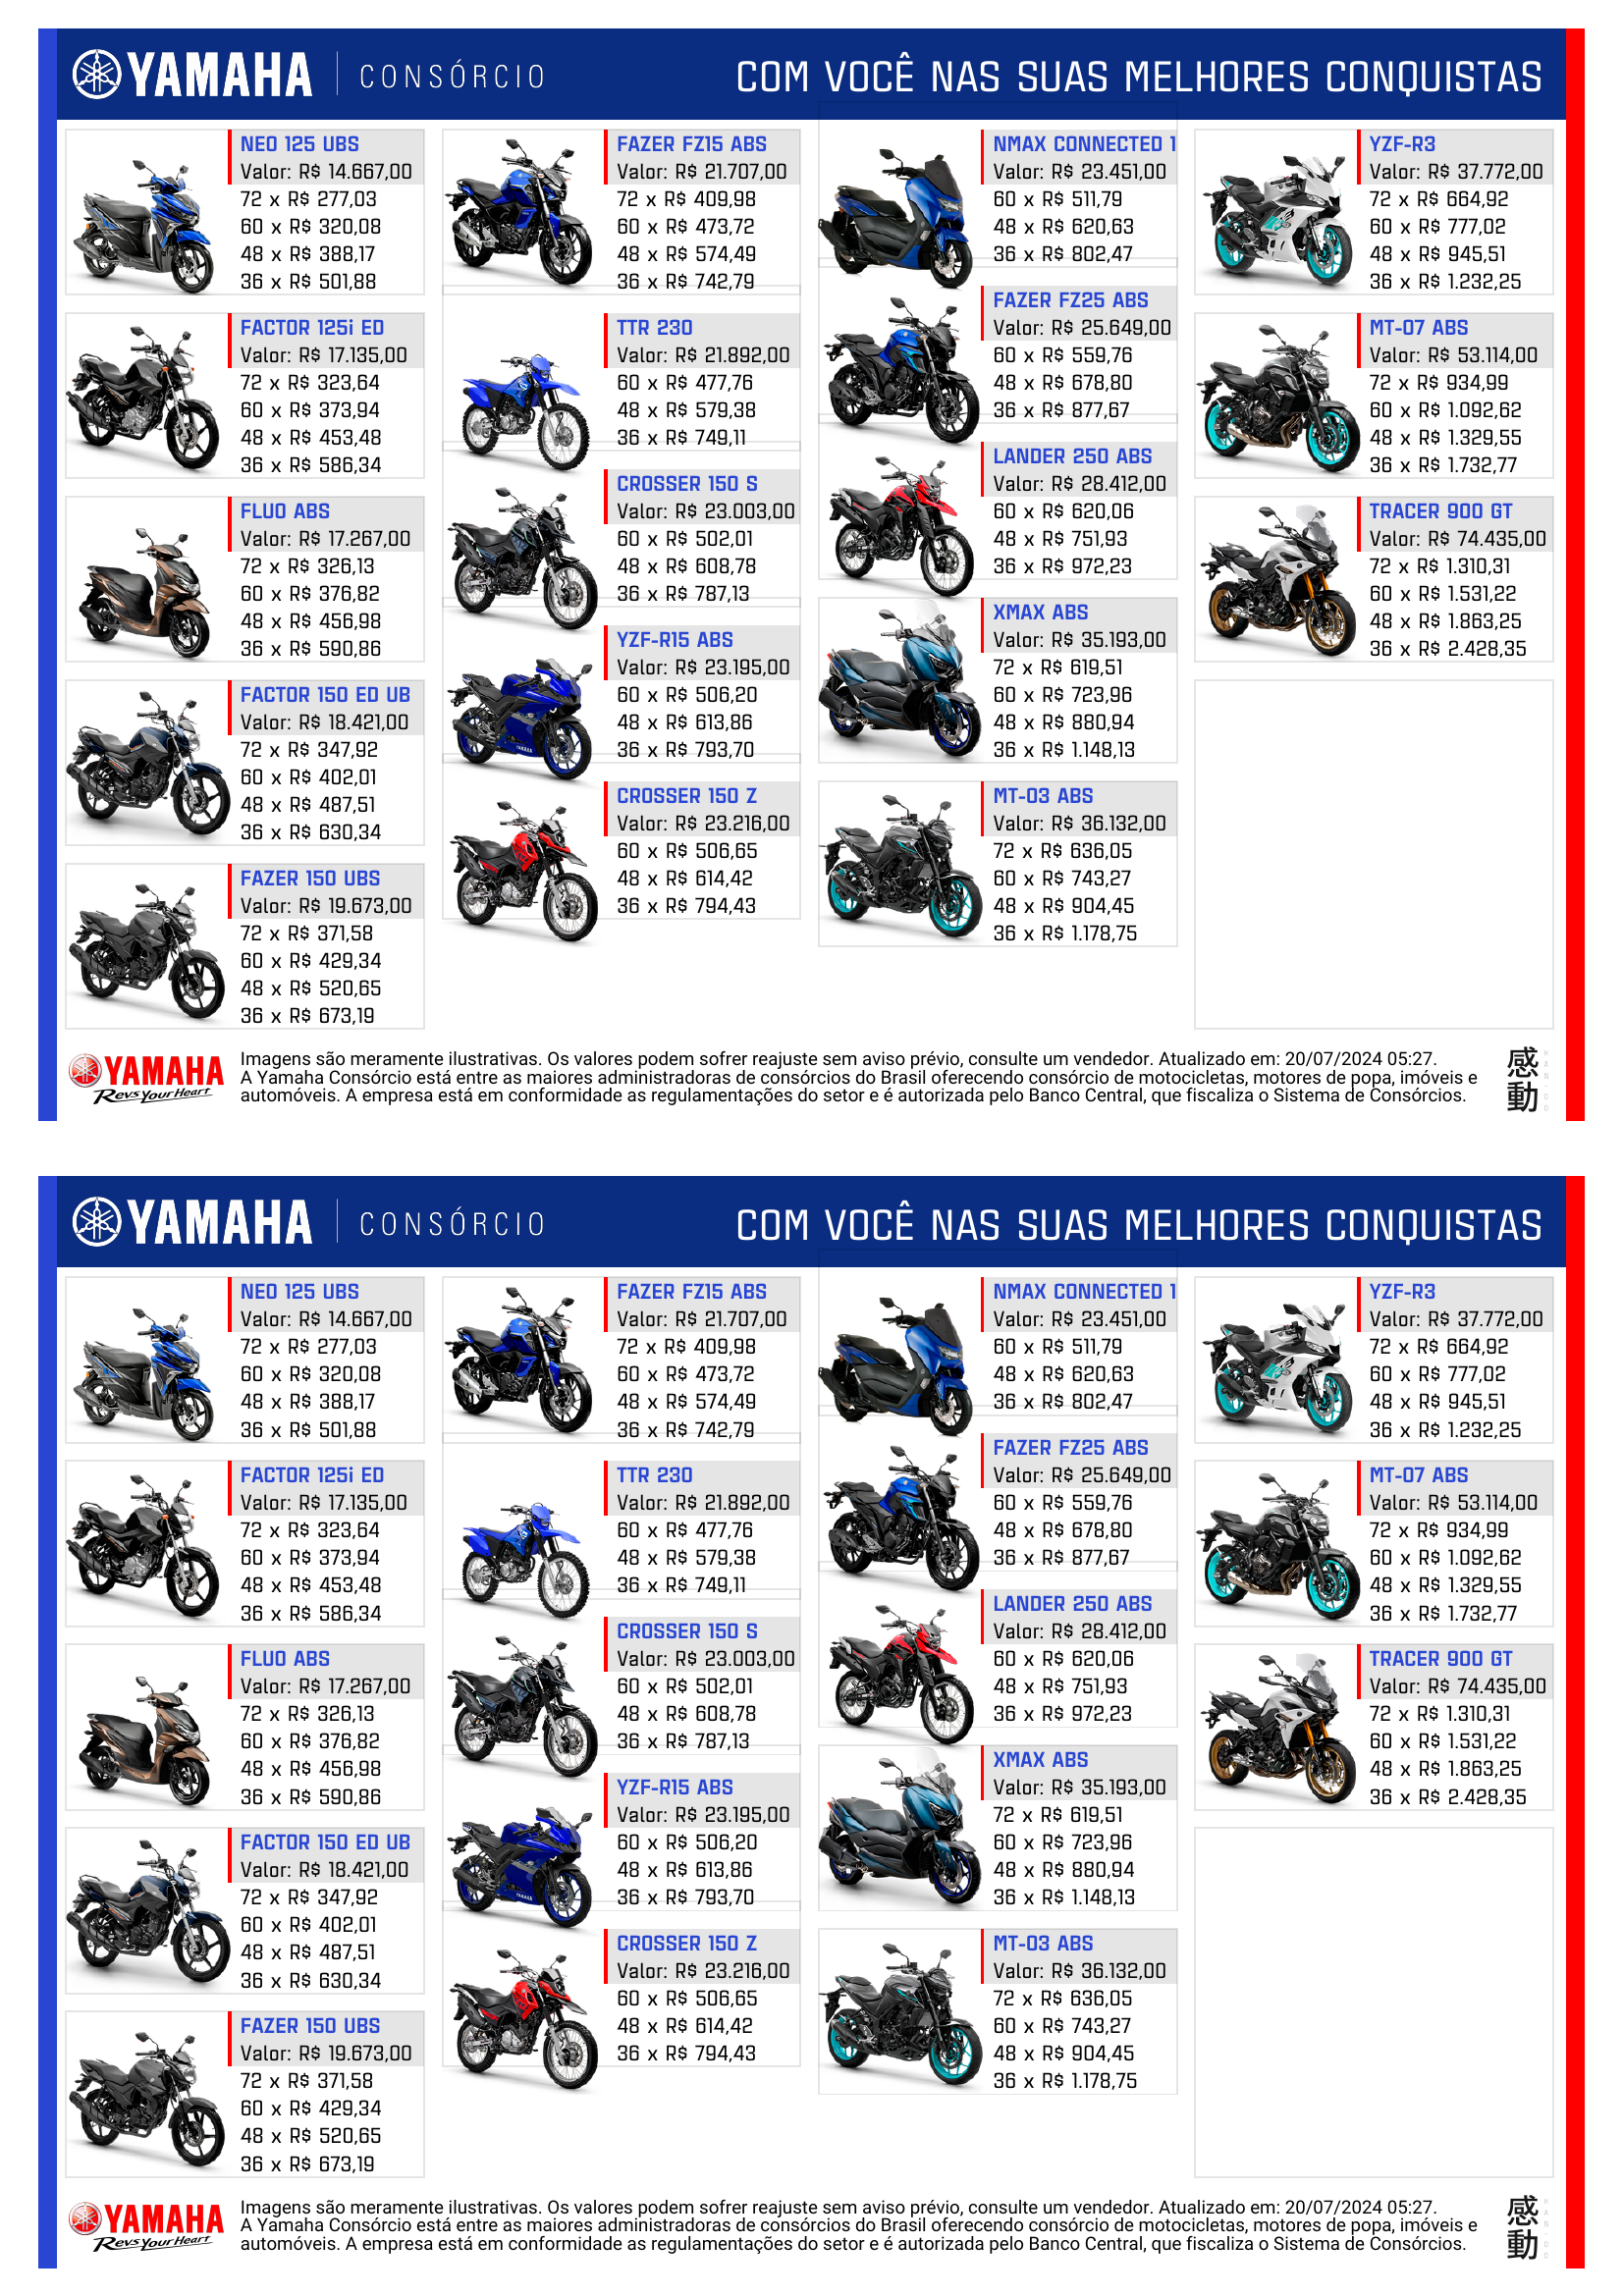 YAMAHA CONSÓRCIO COM VOCÊ NAS SUAS MELHORES CONQUISTAS
NEO 125 UBS
Valor: R$ 14.667,00
72 x R$ 277,03
60 x R$ 320,08
48 x R$ 388,17
36 x R$ 501,88
FACTOR 125i ED
Valor: R$ 17.135,00
72 x R$ 323,64
60 x R$ 373,94
48 x R$ 453,48
36 x R$ 586,34
FLUO ABS
Valor: R$ 17.267,00
72 x R$ 326,13
60 x R$ 376,82
48 x R$ 456,98
36 x R$ 590,86
FACTOR 150 ED UB
Valor: R$ 18.421,00
72 x R$ 347,92
60 x R$ 402,01
48 x R$ 487,51
36 x R$ 630,34
FAZER 150 UBS
Valor: R$ 19.673,00
72 x R$ 371,58
60 x R$ 429,34
48 x R$ 520,65
36 x R$ 673,19
FAZER FZ15 ABS
Valor: R$ 21.707,00
72 x R$ 409,98
60 x R$ 473,72
48 x R$ 574,49
36 x R$ 742,79
TTR 230
Valor: R$ 21.892,00
60 x R$ 477,76
48 x R$ 579,38
36 x R$ 749,11
CROSSER 150 S
Valor: R$ 23.003,00
60 x R$ 502,01
48 x R$ 608,78
36 x R$ 787,13
YZF-R15 ABS
Valor: R$ 23.195,00
60 x R$ 506,20
48 x R$ 613,86
36 x R$ 793,70
CROSSER 150 Z
Valor: R$ 23.216,00
60 x R$ 506,65
48 x R$ 614,42
36 x R$ 794,43
NMAX CONNECTED 1
Valor: R$ 23.451,00
60 x R$ 511,79
48 x R$ 620,63
36 x R$ 802,47
FAZER FZ25 ABS
Valor: R$ 25.649,00
60 x R$ 559,76
48 x R$ 678,80
36 x R$ 877,67
LANDER 250 ABS
Valor: R$ 28.412,00
60 x R$ 620,06
48 x R$ 751,93
36 x R$ 972,23
XMAX ABS
Valor: R$ 35.193,00
72 x R$ 619,51
60 x R$ 723,96
48 x R$ 880,94
36 x R$ 1.148,13
MT-03 ABS
Valor: R$ 36.132,00
72 x R$ 636,05
60 x R$ 743,27
48 x R$ 904,45
36 x R$ 1.178,75
YZF-R3
Valor: R$ 37.772,00
72 x R$ 664,92
60 x R$ 777,02
48 x R$ 945,51
36 x R$ 1.232,25
MT-07 ABS
Valor: R$ 53.114,00
72 x R$ 934,99
60 x R$ 1.092,62
48 x R$ 1.329,55
36 x R$ 1.732,77
TRACER 900 GT
Valor: R$ 74.435,00
72 x R$ 1.310,31
60 x R$ 1.531,22
48 x R$ 1.863,25
36 x R$ 2.428,35
YAMAHA
Revs Your Heart
Imagens são meramente ilustrativas. Os valores podem sofrer reajuste sem aviso prévio, consulte um vendedor. Atualizado em: 20/07/2024 05:27.
A Yamaha Consórcio está entre as maiores administradoras de consórcios do Brasil oferecendo consórcio de motocicletas, motores de popa, imóveis e
automóveis. A empresa está em conformidade as regulamentações do setor e é autorizada pelo Banco Central, que fiscaliza o Sistema de Consórcios.
感動
YAMAHA CONSÓRCIO COM VOCÊ NAS SUAS MELHORES CONQUISTAS
NEO 125 UBS
Valor: R$ 14.667,00
72 x R$ 277,03
60 x R$ 320,08
48 x R$ 388,17
36 x R$ 501,88
FACTOR 125i ED
Valor: R$ 17.135,00
72 x R$ 323,64
60 x R$ 373,94
48 x R$ 453,48
36 x R$ 586,34
FLUO ABS
Valor: R$ 17.267,00
72 x R$ 326,13
60 x R$ 376,82
48 x R$ 456,98
36 x R$ 590,86
FACTOR 150 ED UB
Valor: R$ 18.421,00
72 x R$ 347,92
60 x R$ 402,01
48 x R$ 487,51
36 x R$ 630,34
FAZER 150 UBS
Valor: R$ 19.673,00
72 x R$ 371,58
60 x R$ 429,34
48 x R$ 520,65
36 x R$ 673,19
FAZER FZ15 ABS
Valor: R$ 21.707,00
72 x R$ 409,98
60 x R$ 473,72
48 x R$ 574,49
36 x R$ 742,79
TTR 230
Valor: R$ 21.892,00
60 x R$ 477,76
48 x R$ 579,38
36 x R$ 749,11
CROSSER 150 S
Valor: R$ 23.003,00
60 x R$ 502,01
48 x R$ 608,78
36 x R$ 787,13
YZF-R15 ABS
Valor: R$ 23.195,00
60 x R$ 506,20
48 x R$ 613,86
36 x R$ 793,70
CROSSER 150 Z
Valor: R$ 23.216,00
60 x R$ 506,65
48 x R$ 614,42
36 x R$ 794,43
NMAX CONNECTED 1
Valor: R$ 23.451,00
60 x R$ 511,79
48 x R$ 620,63
36 x R$ 802,47
FAZER FZ25 ABS
Valor: R$ 25.649,00
60 x R$ 559,76
48 x R$ 678,80
36 x R$ 877,67
LANDER 250 ABS
Valor: R$ 28.412,00
60 x R$ 620,06
48 x R$ 751,93
36 x R$ 972,23
XMAX ABS
Valor: R$ 35.193,00
72 x R$ 619,51
60 x R$ 723,96
48 x R$ 880,94
36 x R$ 1.148,13
MT-03 ABS
Valor: R$ 36.132,00
72 x R$ 636,05
60 x R$ 743,27
48 x R$ 904,45
36 x R$ 1.178,75
YZF-R3
Valor: R$ 37.772,00
72 x R$ 664,92
60 x R$ 777,02
48 x R$ 945,51
36 x R$ 1.232,25
MT-07 ABS
Valor: R$ 53.114,00
72 x R$ 934,99
60 x R$ 1.092,62
48 x R$ 1.329,55
36 x R$ 1.732,77
TRACER 900 GT
Valor: R$ 74.435,00
72 x R$ 1.310,31
60 x R$ 1.531,22
48 x R$ 1.863,25
36 x R$ 2.428,35
YAMAHA
Revs Your Heart
Imagens são meramente ilustrativas. Os valores podem sofrer reajuste sem aviso prévio, consulte um vendedor. Atualizado em: 20/07/2024 05:27.
A Yamaha Consórcio está entre as maiores administradoras de consórcios do Brasil oferecendo consórcio de motocicletas, motores de popa, imóveis e
automóveis. A empresa está em conformidade as regulamentações do setor e é autorizada pelo Banco Central, que fiscaliza o Sistema de Consórcios.
感動